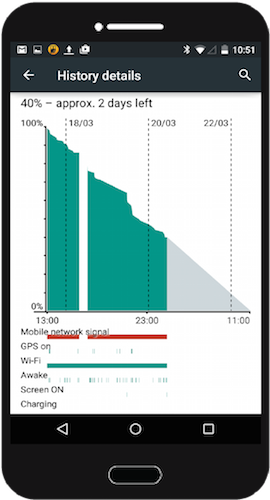 10:51
History details
40% – approx. 2 days left
100%
18/03
20/03
22/03
0%
13:00
23:00
11:00
Mobile network signal
GPS on
Wi-Fi
Awake
Screen ON
Charging